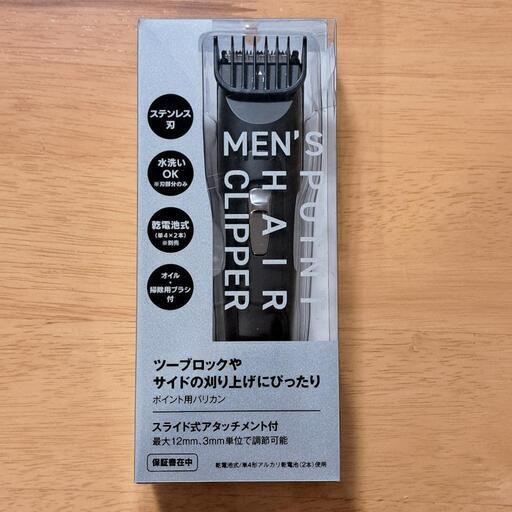 ステンレス
刃
水洗い
OK
※刃部分のみ
乾電池式
(単4×2本)
※別売
オイル・
掃除用ブラシ
付
MEN'S
HAIR
CLIPPER
POINT
ツーブロックや
サイドの刈り上げにぴったり
ポイント用バリカン
スライド式アタッチメント付
最大12mm、3mm単位で調節可能
保証書在中
乾電池式/単4形アルカリ乾電池(2本)使用